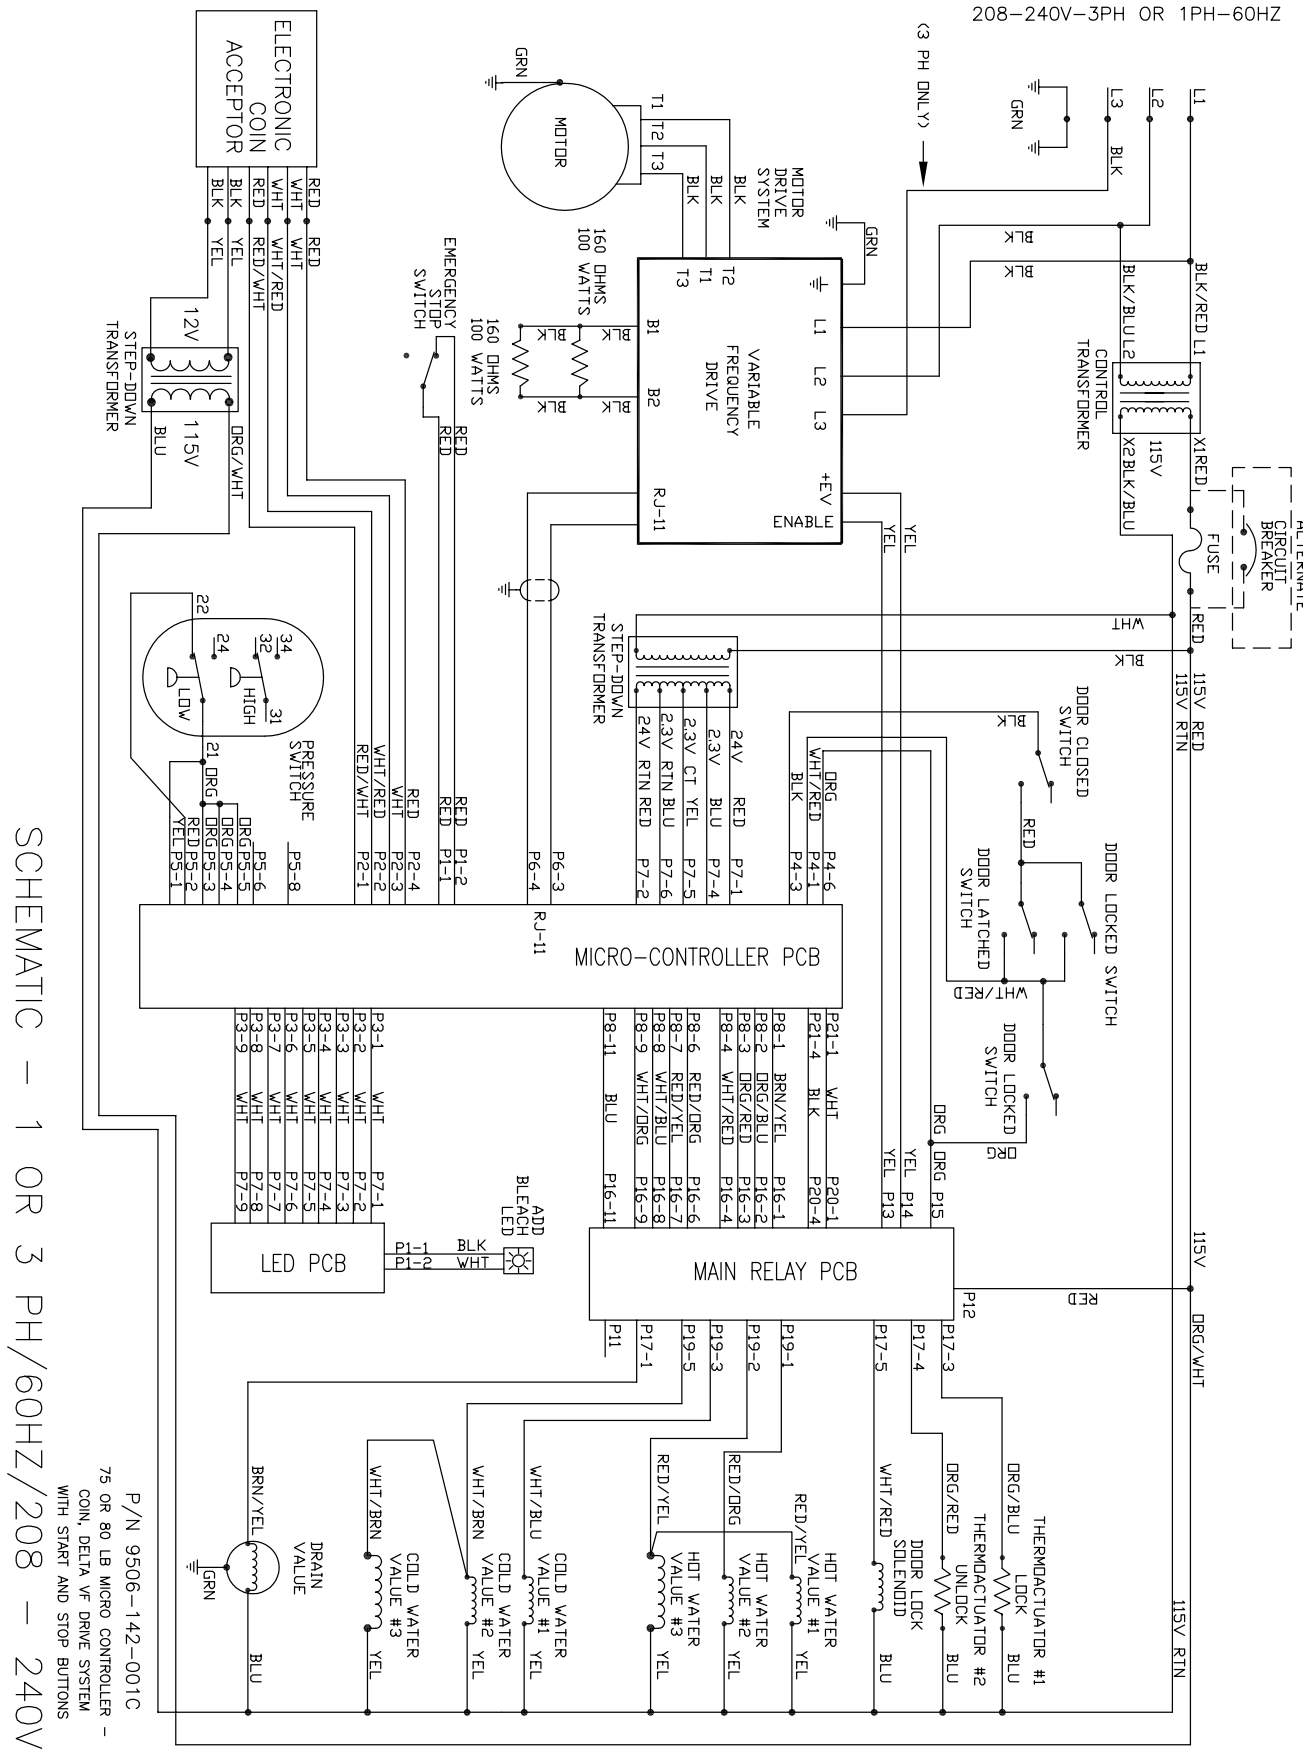 208-240V-3PH OR 1PH-60HZ
L1
L2
L3
GRN
BLK
(3 PH ONLY)
BLK
BLK
BLK/RED L1
BLK/BLU L2
CONTROL
TRANSFORMER
115V
X1 RED
X2 BLK/BLU
FUSE
ALTERNATE
CIRCUIT
BREAKER
RED
WHT
BLK
115V RED
115V RTN
ELECTRONIC
COIN
ACCEPTOR
RED
WHT
WHT
RED
BLK
BLK
RED
WHT
WHT/RED
RED/WHT
YEL
YEL
12V
STEP-DOWN
TRANSFORMER
115V
BLU
ORG/WHT
GRN
MOTOR
T1
T2
T3
BLK
BLK
BLK
MOTOR
DRIVE
SYSTEM
GRN
T2
T1
T3
L1
L2
L3
+EV
ENABLE
B1
B2
RJ-11
VARIABLE
FREQUENCY
DRIVE
160 OHMS
100 WATTS
160 OHMS
100 WATTS
BLK
BLK
BLK
BLK
EMERGENCY
STOP
SWITCH
RED
RED
YEL
YEL
STEP-DOWN
TRANSFORMER
24V RED P7-1
2.3V BLU P7-4
2.3V CT YEL P7-5
2.3V RTN BLU P7-6
24V RTN RED P7-2
22
24
34
32
31
21
LOW
HIGH
PRESSURE
SWITCH
ORG
YEL P5-1
RED P5-2
ORG P5-3
ORG P5-4
ORG P5-5
P5-6
P5-8
RED/WHT P2-1
WHT/RED P2-2
WHT P2-3
RED P2-4
RED P1-1
RED P1-2
P6-4
P6-3
BLK P4-3
WHT/RED P4-1
ORG P4-6
BLK
DOOR CLOSED
SWITCH
RED
DOOR LATCHED
SWITCH
DOOR LOCKED SWITCH
WHT/RED
DOOR LOCKED
SWITCH
ORG
ORG
RJ-11
MICRO-CONTROLLER PCB
P3-9 WHT P7-9
P3-8 WHT P7-8
P3-7 WHT P7-7
P3-6 WHT P7-6
P3-5 WHT P7-5
P3-4 WHT P7-4
P3-3 WHT P7-3
P3-2 WHT P7-2
P3-1 WHT P7-1
P8-11 BLU P16-11
P8-9 WHT/ORG P16-9
P8-8 WHT/BLU P16-8
P8-7 RED/YEL P16-7
P8-6 RED/ORG P16-6
P8-4 WHT/RED P16-4
P8-3 ORG/RED P16-3
P8-2 ORG/BLU P16-2
P8-1 BRN/YEL P16-1
P21-4 BLK P20-4
P21-1 WHT P20-1
YEL P13
YEL P14
ORG P15
LED PCB
P1-1 BLK
P1-2 WHT
ADD
BLEACH
LED
MAIN RELAY PCB
P12
RED
115V
ORG/WHT
115V RTN
P11
P17-1
P19-5
P19-3
P19-2
P19-1
P17-5
P17-4
P17-3
BRN/YEL
DRAIN
VALUE
GRN
BLU
WHT/BRN
COLD WATER
VALUE #3
YEL
WHT/BRN
COLD WATER
VALUE #2
YEL
WHT/BLU
COLD WATER
VALUE #1
YEL
RED/YEL
HOT WATER
VALUE #3
YEL
RED/ORG
HOT WATER
VALUE #2
YEL
RED/YEL
HOT WATER
VALUE #1
YEL
WHT/RED
DOOR LOCK
SOLENOID
BLU
ORG/RED
THERMOACTUATOR #2
UNLOCK
BLU
ORG/BLU
THERMOACTUATOR #1
LOCK
BLU
SCHEMATIC - 1 OR 3 PH/60HZ/208 - 240V
P/N 9506-142-001C
75 OR 80 LB MICRO CONTROLLER -
COIN, DELTA VF DRIVE SYSTEM
WITH START AND STOP BUTTONS